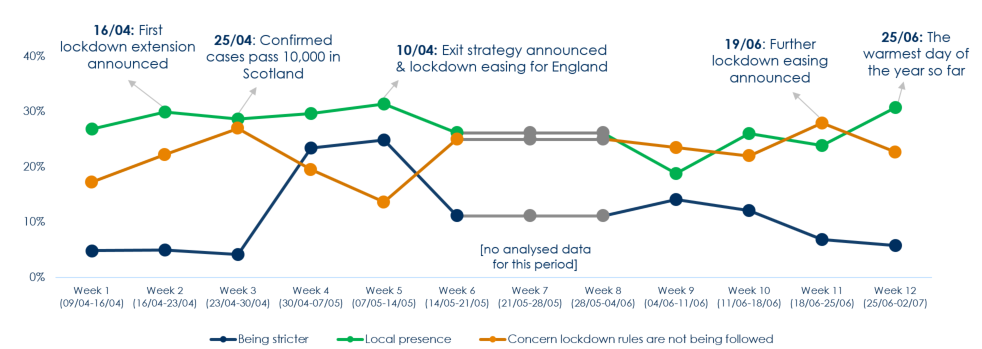 16/04: First
lockdown extension
announced
25/04: Confirmed
cases pass 10,000 in
Scotland
10/04: Exit strategy announced
& lockdown easing for England
19/06: Further
lockdown easing
announced
25/06: The
warmest day of
the year so far
40%
30%
20%
10%
0%
[no analysed data
for this period]
Week 1
(09/04-16/04)
Week 2
(16/04-23/04)
Week 3
(23/04-30/04)
Week 4
(30/04-07/05)
Week 5
(07/05-14/05)
Week 6
(14/05-21/05)
Week 7
(21/05-28/05)
Week 8
(28/05-04/06)
Week 9
(04/06-11/06)
Week 10
(11/06-18/06)
Week 11
(18/06-25/06)
Week 12
(25/06-02/07)
Being stricter
Local presence
Concern lockdown rules are not being followed